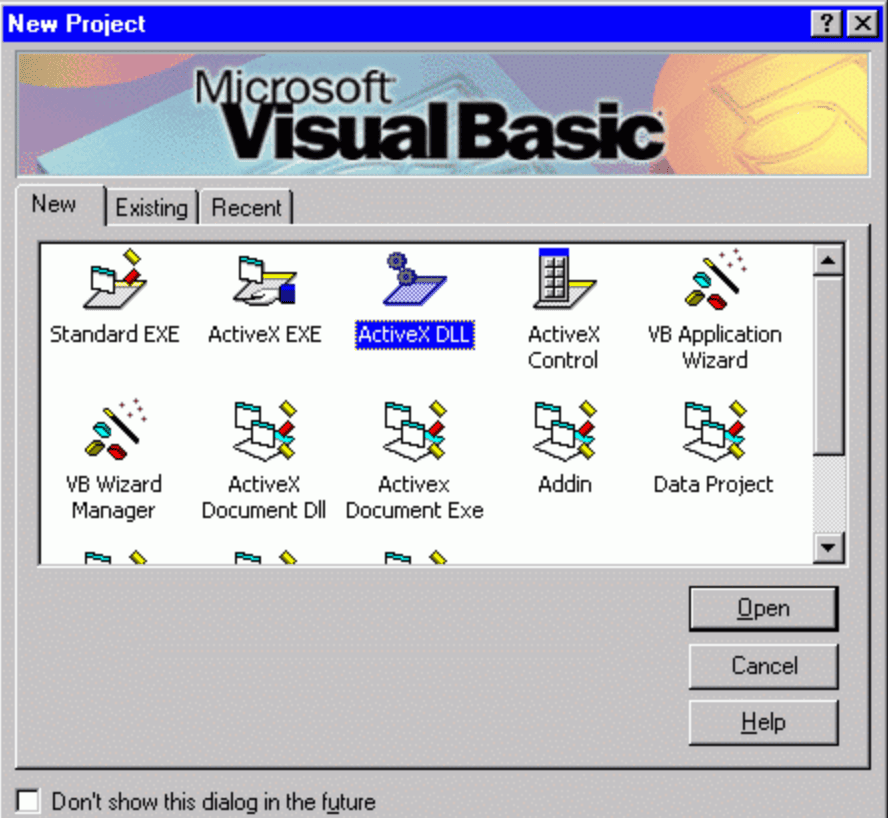 New Project
Microsoft
Visual Basic
New Existing Recent
Standard EXE ActiveX EXE ActiveX DLL ActiveX Control VB Application Wizard
VB Wizard Manager ActiveX Document Dll Activex Document Exe Addin Data Project
Open
Cancel
Help
Don't show this dialog in the future